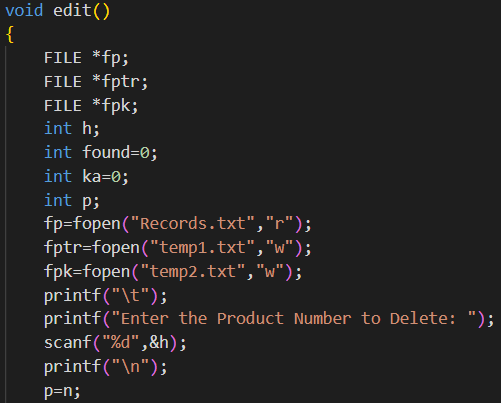 void edit()
{
    FILE *fp;
    FILE *fptr;
    FILE *fpk;
    int h;
    int found=0;
    int ka=0;
    int p;
    fp=fopen("Records.txt","r");
    fptr=fopen("temp1.txt","w");
    fpk=fopen("temp2.txt","w");
    printf("\t");
    printf("Enter the Product Number to Delete: ");
    scanf("%d",&h);
    printf("\n");
    p=n;